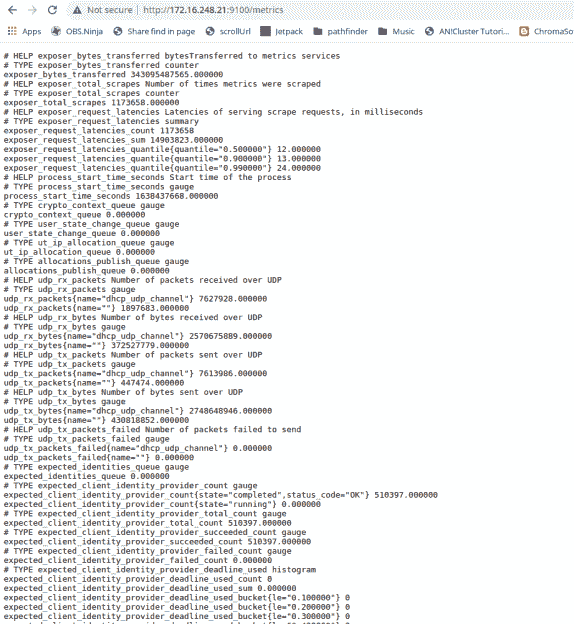 Not secure | http://172.16.248.21:9100/metrics
Apps OBS.Ninja Share find in page scrollUrl Jetpack pathfinder Music AN!Cluster Tutori... ChromaSo
# HELP exposer_bytes_transferred bytesTransferred to metrics services
# TYPE exposer_bytes_transferred counter
exposer_bytes_transferred 343095487565.000000
# HELP exposer_total_scrapes Number of times metrics were scraped
# TYPE exposer_total_scrapes counter
exposer_total_scrapes 1173658.000000
# HELP exposer_request_latencies Latencies of serving scrape requests, in milliseconds
# TYPE exposer_request_latencies summary
exposer_request_latencies_count 1173658
exposer_request_latencies_sum 14903823.000000
exposer_request_latencies_quantile{quantile="0.500000"} 12.000000
exposer_request_latencies_quantile{quantile="0.900000"} 13.000000
exposer_request_latencies_quantile{quantile="0.990000"} 24.000000
# HELP process_start_time_seconds Start time of the process
# TYPE process_start_time_seconds gauge
process_start_time_seconds 1638437668.000000
# TYPE crypto_context_queue gauge
crypto_context_queue 0.000000
# TYPE user_state_change_queue gauge
user_state_change_queue 0.000000
# TYPE ut_ip_allocation_queue gauge
ut_ip_allocation_queue 0.000000
# TYPE allocations_publish_queue gauge
allocations_publish_queue 0.000000
# HELP udp_rx_packets Number of packets received over UDP
# TYPE udp_rx_packets gauge
udp_rx_packets{name="dhcp_udp_channel"} 7627928.000000
udp_rx_packets{name=""} 1897683.000000
# HELP udp_rx_bytes Number of bytes received over UDP
# TYPE udp_rx_bytes gauge
udp_rx_bytes{name="dhcp_udp_channel"} 2570675889.000000
udp_rx_bytes{name=""} 372527779.000000
# HELP udp_tx_packets Number of packets sent over UDP
# TYPE udp_tx_packets gauge
udp_tx_packets{name="dhcp_udp_channel"} 7613986.000000
udp_tx_packets{name=""} 447474.000000
# HELP udp_tx_bytes Number of bytes sent over UDP
# TYPE udp_tx_bytes gauge
udp_tx_bytes{name="dhcp_udp_channel"} 2748648946.000000
udp_tx_bytes{name=""} 430818852.000000
# HELP udp_tx_packets_failed Number of packets failed to send
# TYPE udp_tx_packets_failed gauge
udp_tx_packets_failed{name="dhcp_udp_channel"} 0.000000
udp_tx_packets_failed{name=""} 0.000000
# TYPE expected_identities_queue gauge
expected_identities_queue 0.000000
# TYPE expected_client_identity_provider_count gauge
expected_client_identity_provider_count{state="completed",status_code="OK"} 510397.000000
expected_client_identity_provider_count{state="running"} 0.000000
# TYPE expected_client_identity_provider_total_count gauge
expected_client_identity_provider_total_count 510397.000000
# TYPE expected_client_identity_provider_succeeded_count gauge
expected_client_identity_provider_succeeded_count 510397.000000
# TYPE expected_client_identity_provider_failed_count gauge
expected_client_identity_provider_failed_count 0.000000
# TYPE expected_client_identity_provider_deadline_used histogram
expected_client_identity_provider_deadline_used_count 0
expected_client_identity_provider_deadline_used_sum 0.000000
expected_client_identity_provider_deadline_used_bucket{le="0.100000"} 0
expected_client_identity_provider_deadline_used_bucket{le="0.200000"} 0
expected_client_identity_provider_deadline_used_bucket{le="0.300000"} 0